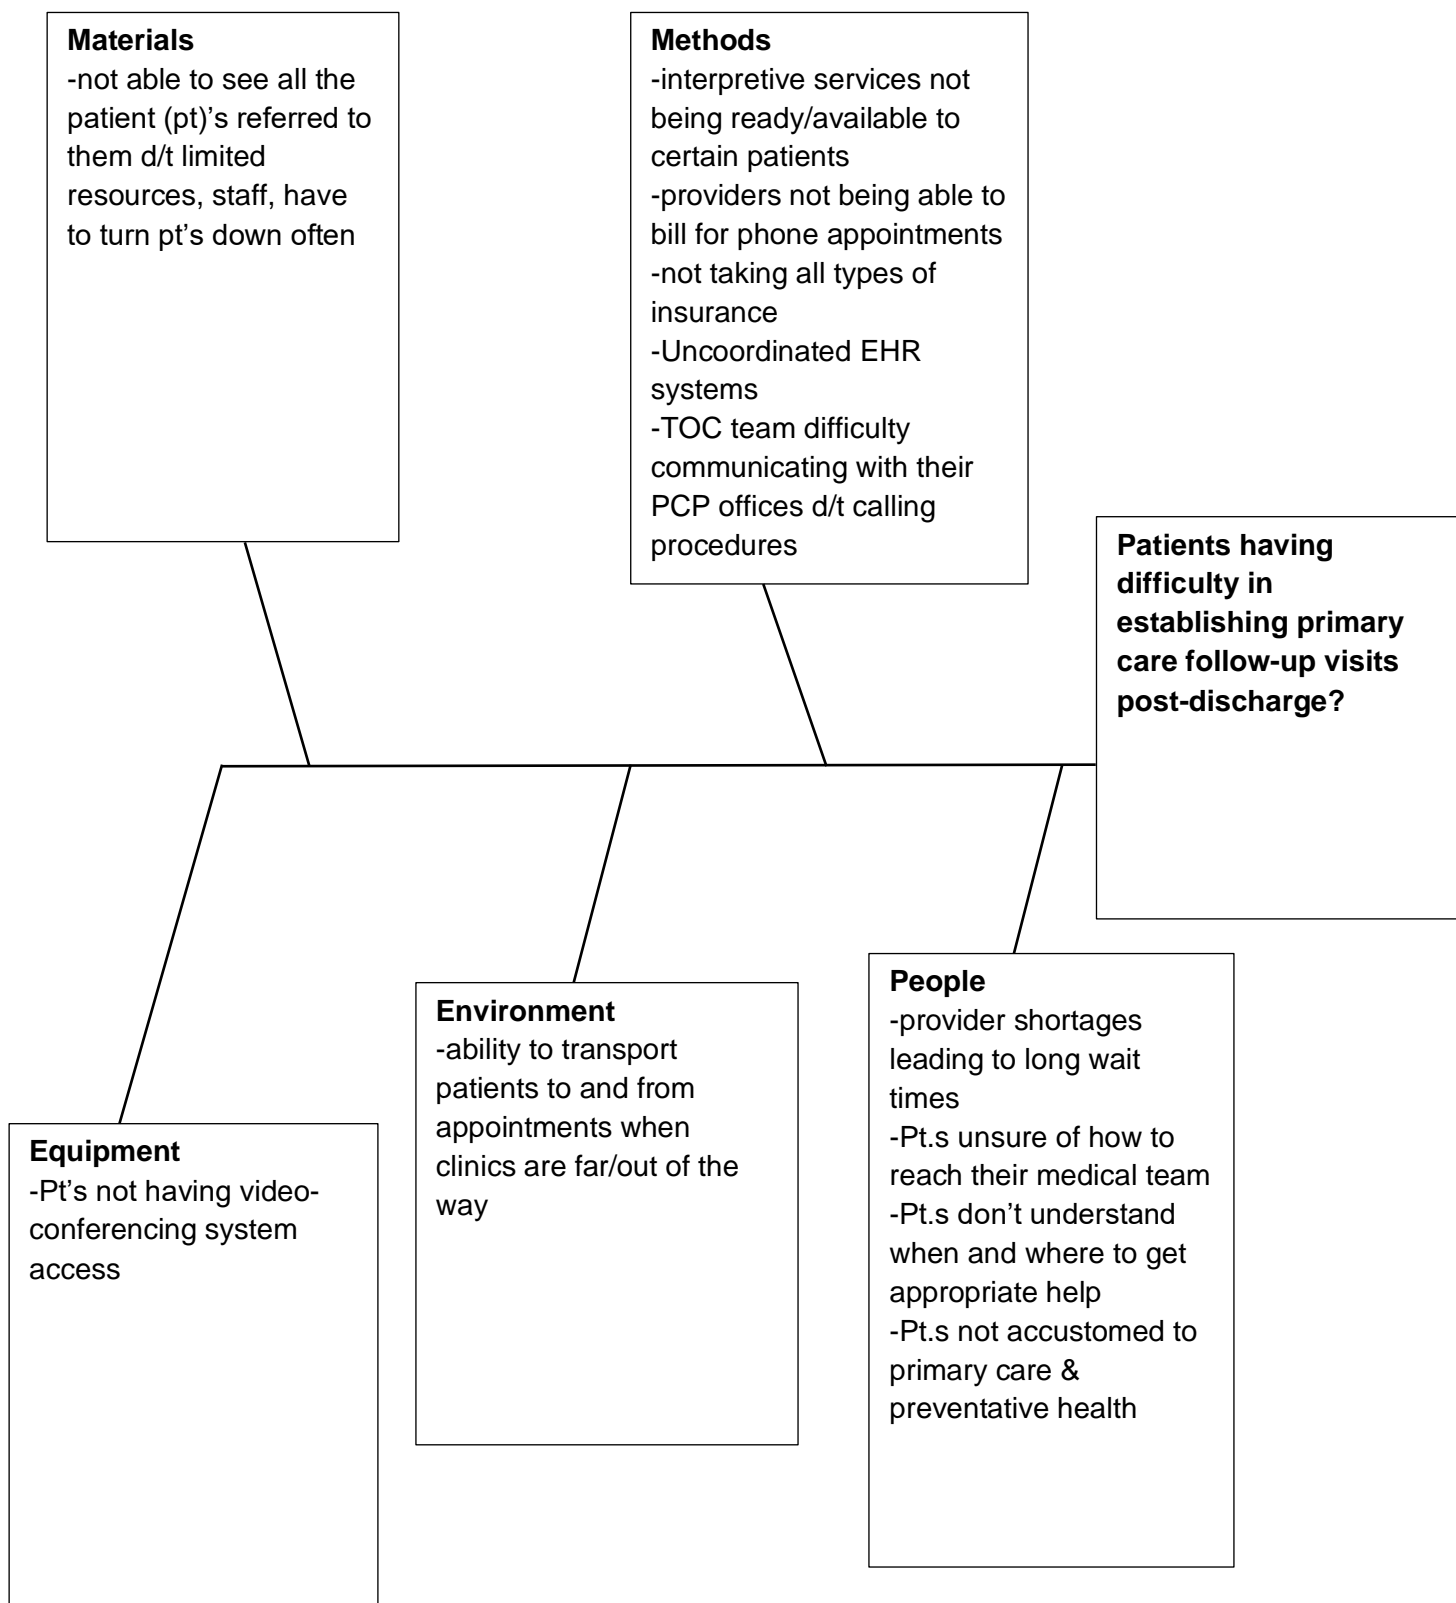 Materials
-not able to see all the
patient (pt)’s referred to
them d/t limited
resources, staff, have
to turn pt’s down often
Methods
-interpretive services not
being ready/available to
certain patients
-providers not being able to
bill for phone appointments
-not taking all types of
insurance
-Uncoordinated EHR
systems
-TOC team difficulty
communicating with their
PCP offices d/t calling
procedures
Patients having
difficulty in
establishing primary
care follow-up visits
post-discharge?
Equipment
-Pt’s not having video-
conferencing system
access
Environment
-ability to transport
patients to and from
appointments when
clinics are far/out of the
way
People
-provider shortages
leading to long wait
times
-Pt.s unsure of how to
reach their medical team
-Pt.s don’t understand
when and where to get
appropriate help
-Pt.s not accustomed to
primary care &
preventative health